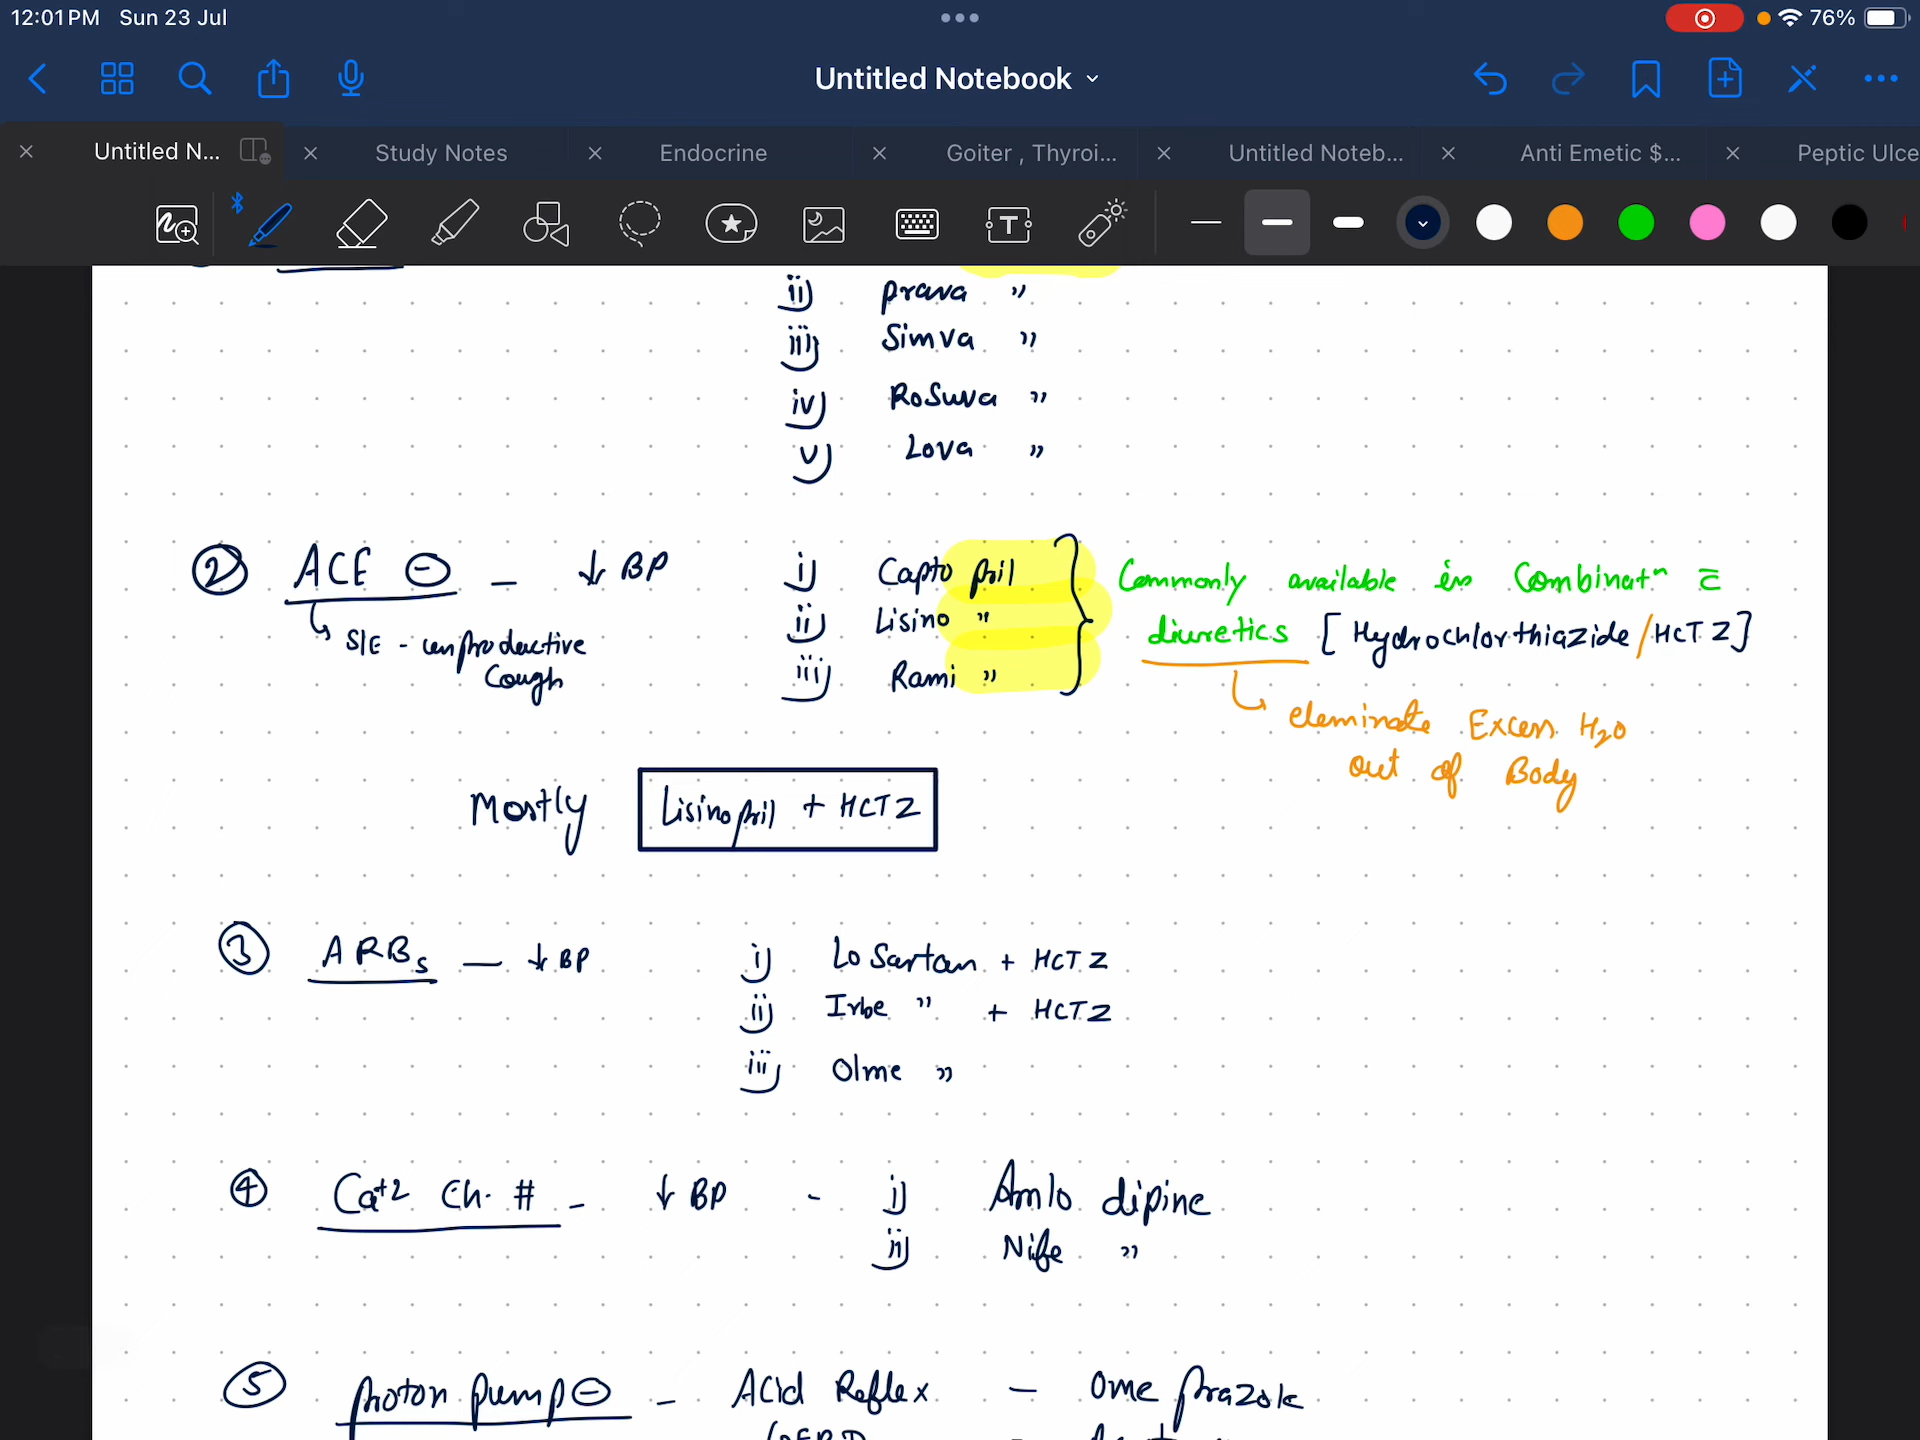 12:01 PM Sun 23 Jul 76%
Untitled Notebook
Untitled N... Study Notes Endocrine Goiter , Thyroi... Untitled Noteb... Anti Emetic $... Peptic Ulce
ii) prava "
iii) Simva "
iv) Rosuva "
v) Lova "
② ACE ⊖ – ↓ BP i) Capto pril
ii) Lisino "
iii) Rami "
S/E - unproductive
Cough
Commonly available in Combinatⁿ c̄
diuretics [Hydrochlorthiazide/HCTZ]
eleminate Excess H₂O
out of Body
Mostly Lisinopril + HCTZ
③ ARBs — ↓ BP i) Lo Sartan + HCTZ
ii) Irbe " + HCTZ
iii) Olme "
④ Ca+2 Ch. # – ↓ BP - i) Amlo dipine
ii) Nife "
⑤ proton pump ⊖ – Acid Reflex — Ome prazole